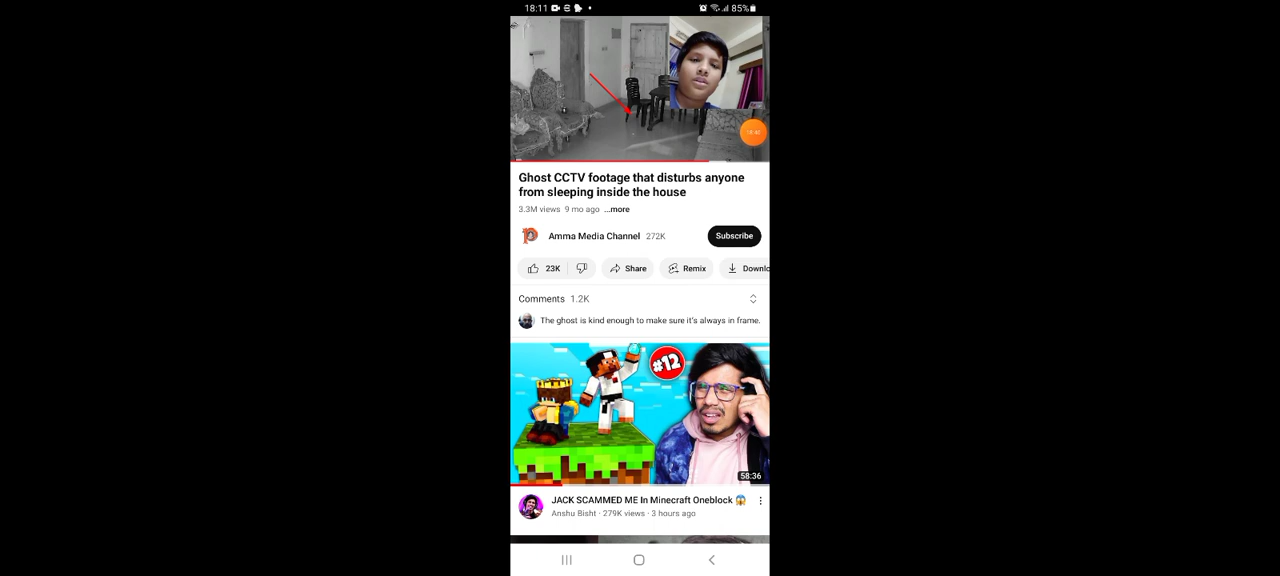 18:11
85%
18:40
Ghost CCTV footage that disturbs anyone
from sleeping inside the house
3.3M views 9 mo ago ...more
Amma Media Channel 272K
Subscribe
23K
Share
Remix
Downlo
Comments 1.2K
The ghost is kind enough to make sure it's always in frame.
#12
58:36
JACK SCAMMED ME In Minecraft Oneblock 😱
Anshu Bisht · 279K views · 3 hours ago